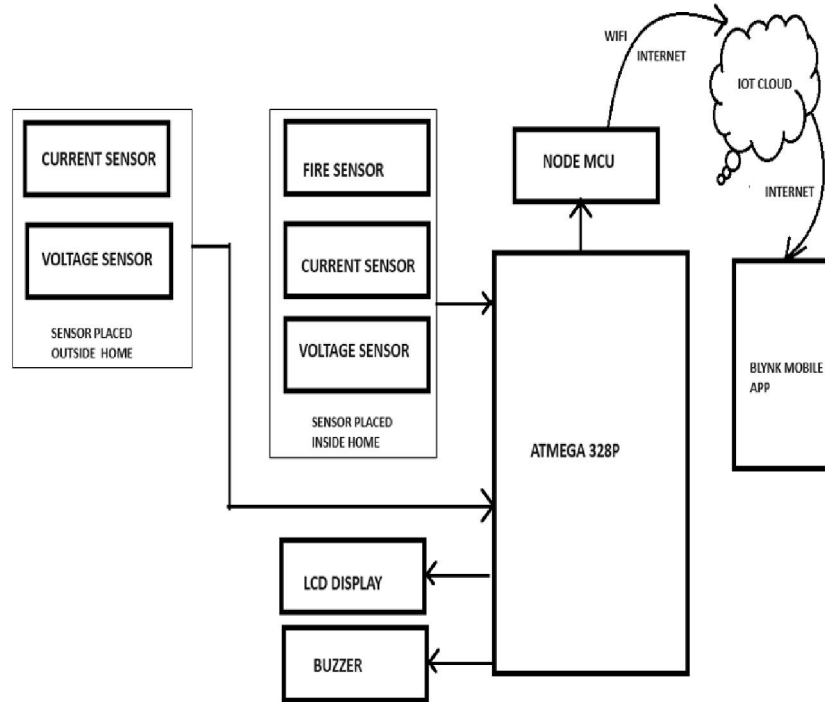 WIFI
INTERNET
IOT CLOUD
CURRENT SENSOR
VOLTAGE SENSOR
SENSOR PLACED
OUTSIDE HOME
FIRE SENSOR
CURRENT SENSOR
VOLTAGE SENSOR
SENSOR PLACED
INSIDE HOME
NODE MCU
INTERNET
BLYNK MOBILE
APP
ATMEGA 328P
LCD DISPLAY
BUZZER